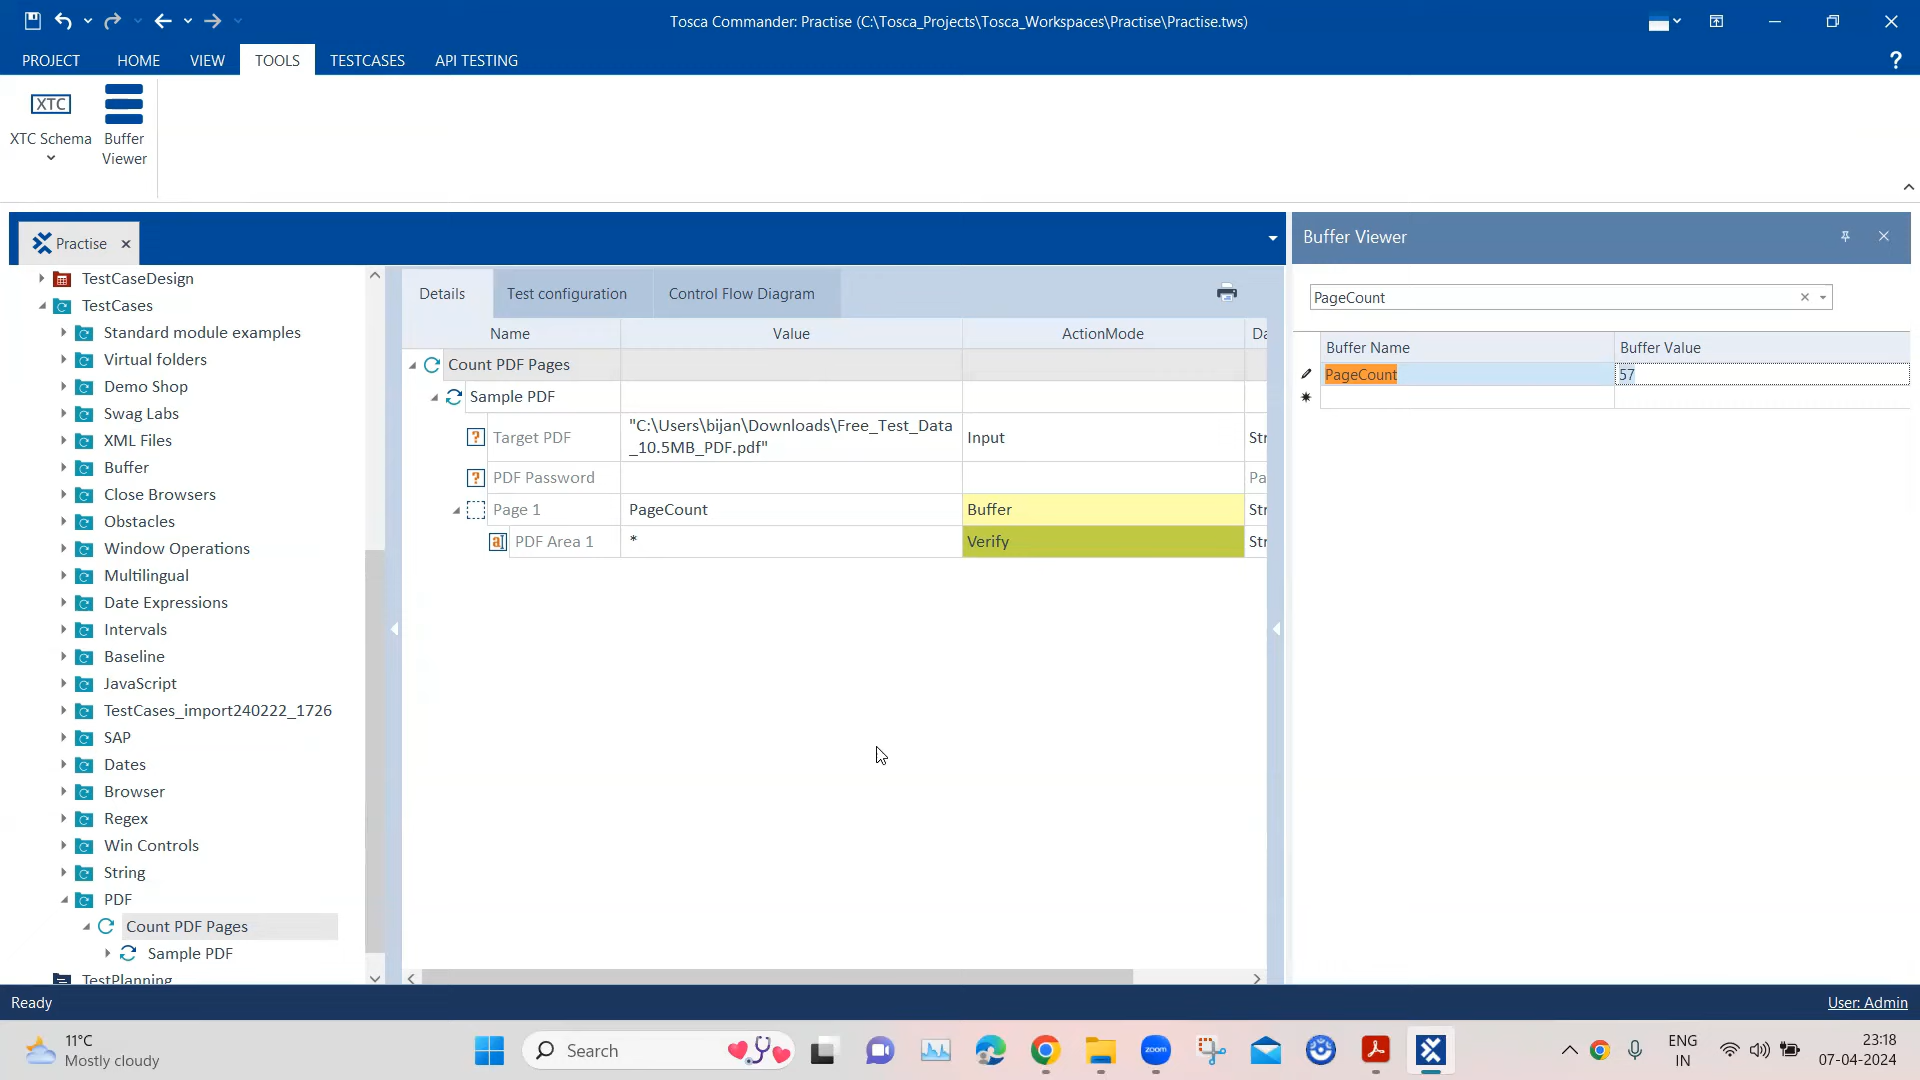 Tosca Commander: Practise (C:\Tosca_Projects\Tosca_Workspaces\Practise\Practise.tws)
PROJECT HOME VIEW TOOLS TESTCASES API TESTING ?
XTC
XTC Schema
Buffer
Viewer
Practise
TestCaseDesign
TestCases
Standard module examples
Virtual folders
Demo Shop
Swag Labs
XML Files
Buffer
Close Browsers
Obstacles
Window Operations
Multilingual
Date Expressions
Intervals
Baseline
JavaScript
TestCases_import240222_1726
SAP
Dates
Browser
Regex
Win Controls
String
PDF
Count PDF Pages
Sample PDF
TestPlanning
Details Test configuration Control Flow Diagram
Name Value ActionMode Da
Count PDF Pages
Sample PDF
Target PDF "C:\Users\bijan\Downloads\Free_Test_Data
_10.5MB_PDF.pdf" Input Str
PDF Password Pa
Page 1 PageCount Buffer Str
PDF Area 1 * Verify Str
Buffer Viewer
PageCount
Buffer Name Buffer Value
PageCount 57
Ready User: Admin
11°C
Mostly cloudy
Search
zoom
ENG
IN
23:18
07-04-2024